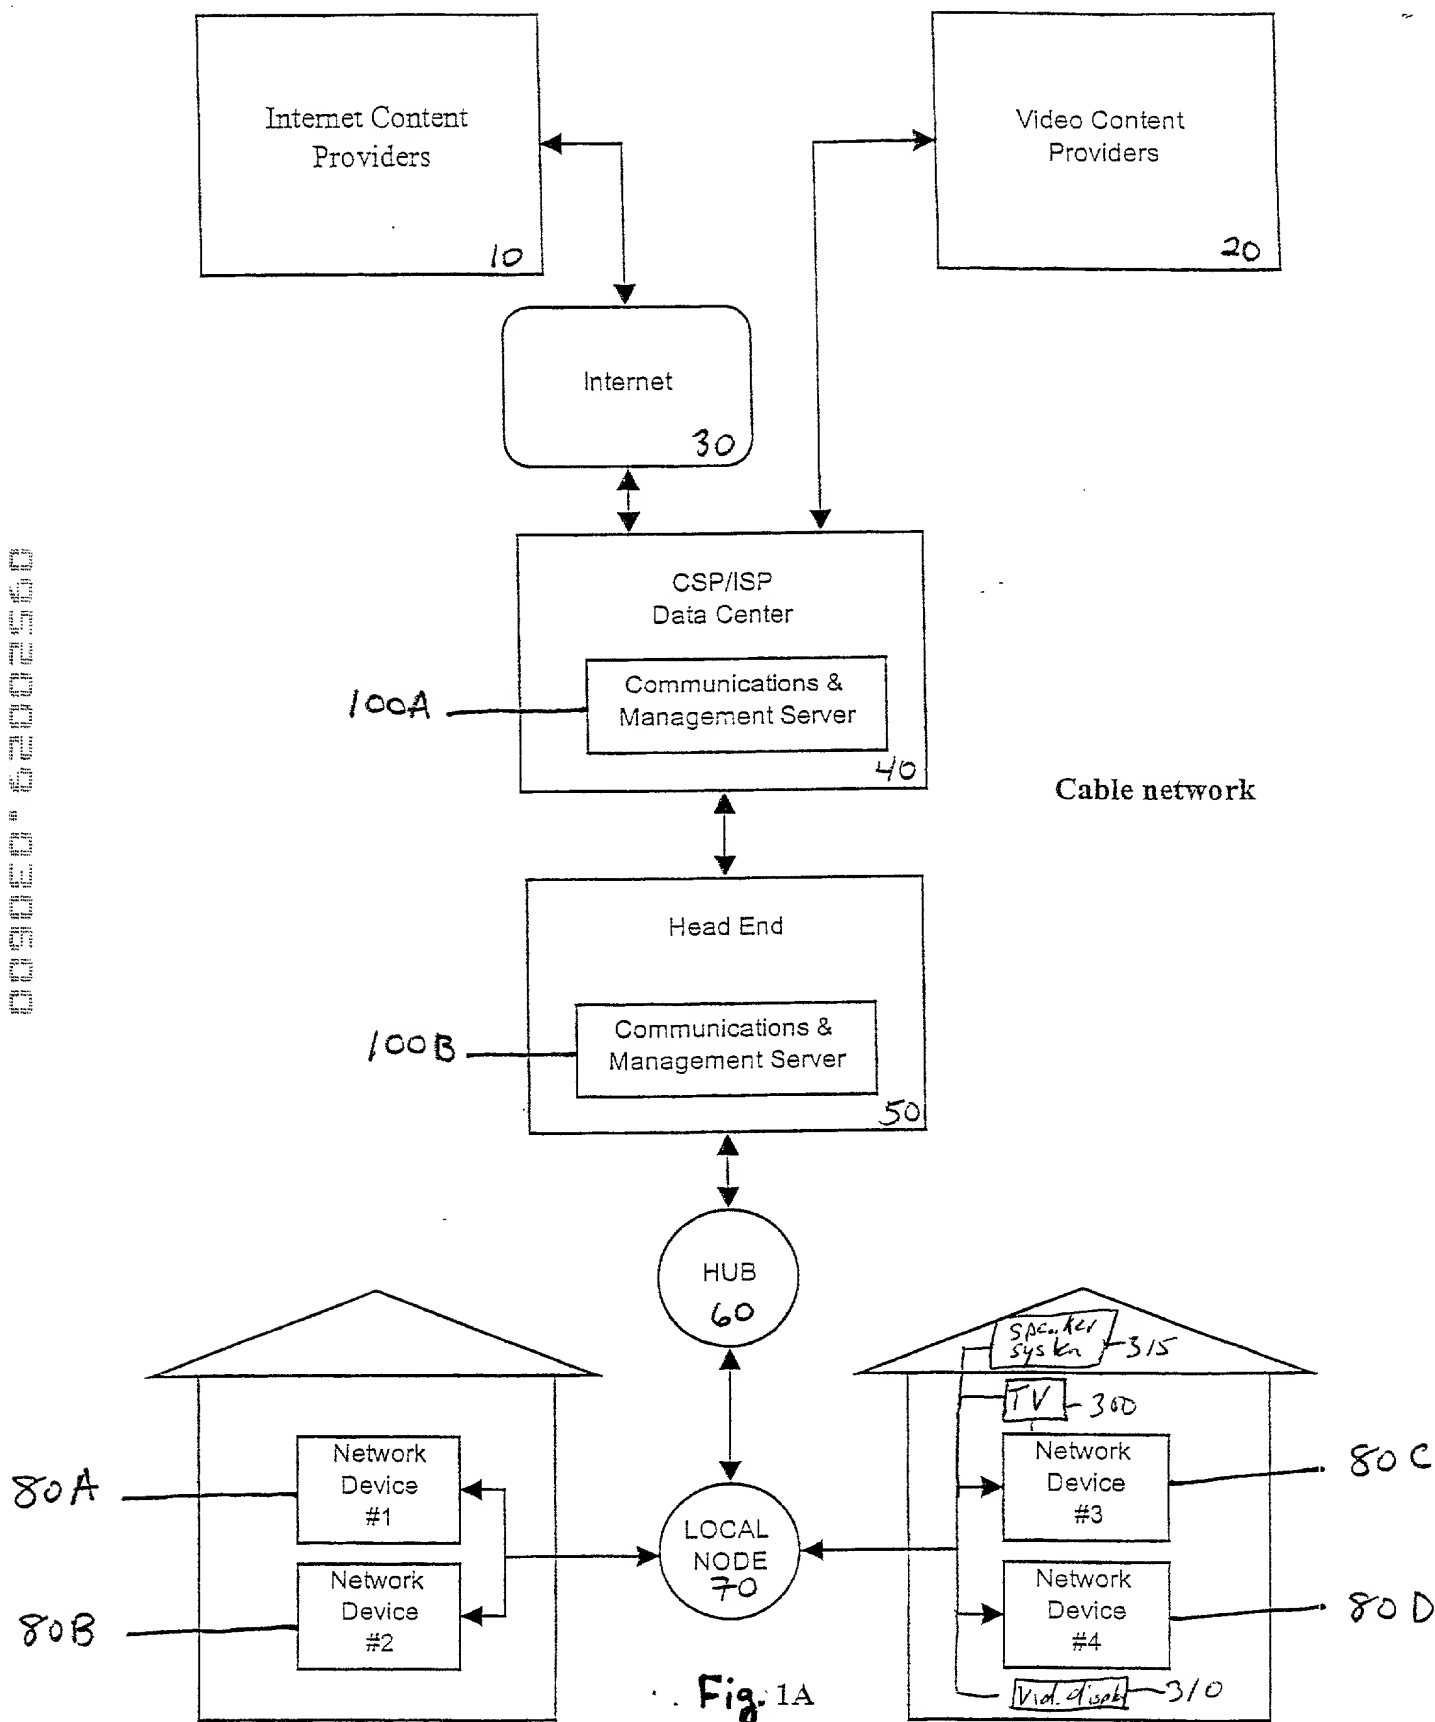 Internet Content
Providers
10
Video Content
Providers
20
Internet
30
CSP/ISP
Data Center
Communications &
Management Server
40
100A
Cable network
Head End
Communications &
Management Server
50
100B
HUB
60
LOCAL
NODE
70
Network
Device
#1
80A
Network
Device
#2
80B
speaker
system
315
TV
300
Network
Device
#3
80C
Network
Device
#4
80D
Vid.
310
Fig. 1A
09520029.030600